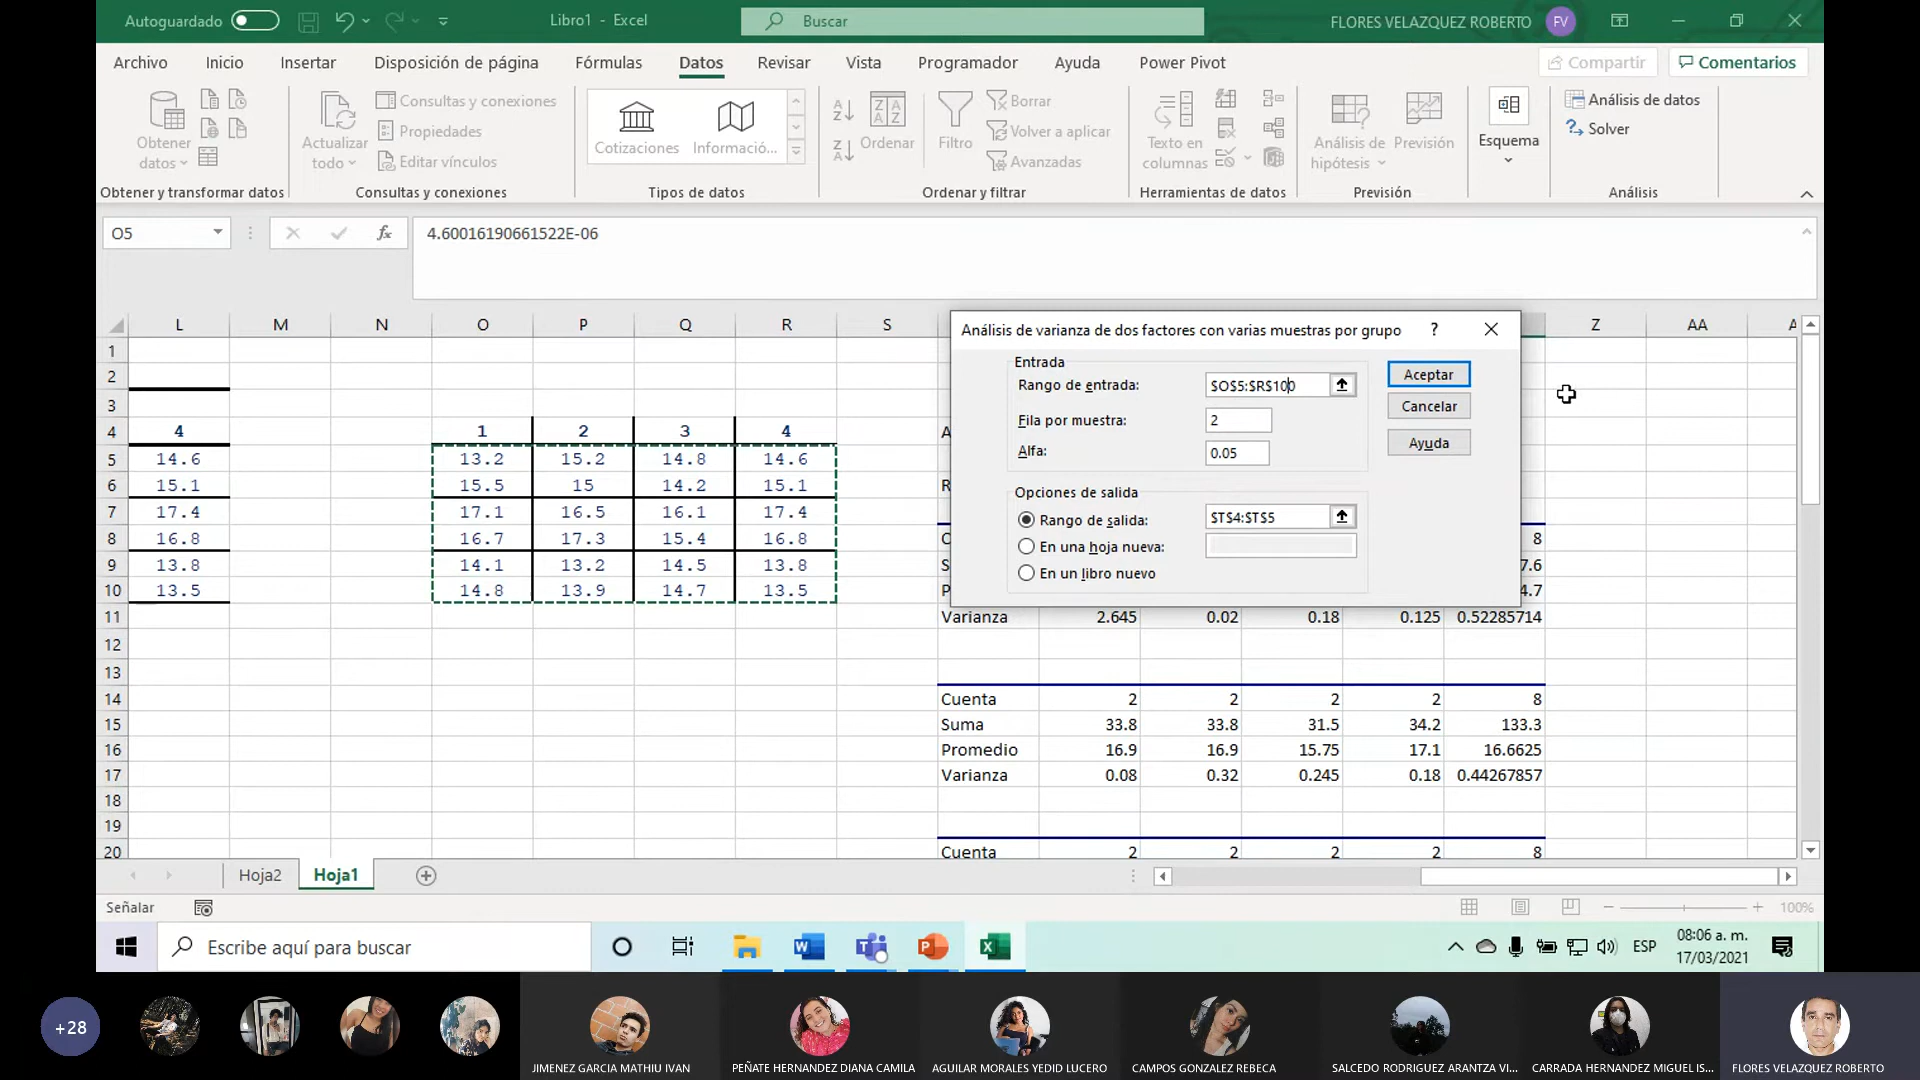 Autoguardado
Libro1 - Excel
Buscar
FLORES VELAZQUEZ ROBERTO
FV
Archivo Inicio Insertar Disposición de página Fórmulas Datos Revisar Vista Programador Ayuda Power Pivot
Compartir
Comentarios
Obtener datos
Actualizar todo
Consultas y conexiones
Propiedades
Editar vínculos
Cotizaciones
Informació...
Ordenar
Filtro
Borrar
Volver a aplicar
Avanzadas
Texto en columnas
Análisis de hipótesis
Previsión
Esquema
Análisis de datos
Solver
Obtener y transformar datos
Consultas y conexiones
Tipos de datos
Ordenar y filtrar
Herramientas de datos
Previsión
Análisis
O5
fx
4.60016190661522E-06
L M N O P Q R S Z AA A
1
2
3
4 4 1 2 3 4 A
5 14.6 13.2 15.2 14.8 14.6
6 15.1 15.5 15 14.2 15.1 R
7 17.4 17.1 16.5 16.1 17.4
8 16.8 16.7 17.3 15.4 16.8 C 8
9 13.8 14.1 13.2 14.5 13.8 S 7.6
10 13.5 14.8 13.9 14.7 13.5 P 4.7
11 Varianza 2.645 0.02 0.18 0.125 0.52285714
12
13
14 Cuenta 2 2 2 2 8
15 Suma 33.8 33.8 31.5 34.2 133.3
16 Promedio 16.9 16.9 15.75 17.1 16.6625
17 Varianza 0.08 0.32 0.245 0.18 0.44267857
18
19
20 Cuenta 2 2 2 2 8
Análisis de varianza de dos factores con varias muestras por grupo
?
Entrada
Rango de entrada: $O$5:$R$100
Fila por muestra: 2
Alfa: 0.05
Aceptar
Cancelar
Ayuda
Opciones de salida
Rango de salida: $T$4:$T$5
En una hoja nueva:
En un libro nuevo
Hoja2
Hoja1
Señalar
100%
Escribe aquí para buscar
ESP
08:06 a. m.
17/03/2021
+28
JIMENEZ GARCIA MATHIU IVAN
PEÑATE HERNANDEZ DIANA CAMILA
AGUILAR MORALES YEDID LUCERO
CAMPOS GONZALEZ REBECA
SALCEDO RODRIGUEZ ARANTZA VI...
CARRADA HERNANDEZ MIGUEL IS...
FLORES VELAZQUEZ ROBERTO